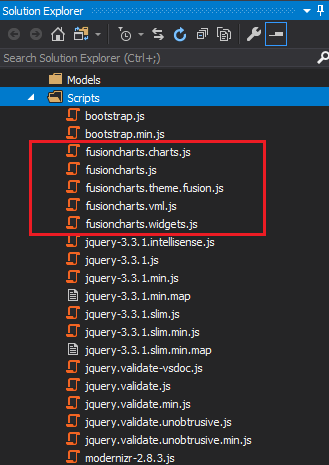 Solution Explorer
Search Solution Explorer (Ctrl+;)
Models
Scripts
bootstrap.js
bootstrap.min.js
fusioncharts.charts.js
fusioncharts.js
fusioncharts.theme.fusion.js
fusioncharts.vml.js
fusioncharts.widgets.js
jquery-3.3.1.intellisense.js
jquery-3.3.1.js
jquery-3.3.1.min.js
jquery-3.3.1.min.map
jquery-3.3.1.slim.js
jquery-3.3.1.slim.min.js
jquery-3.3.1.slim.min.map
jquery.validate-vsdoc.js
jquery.validate.js
jquery.validate.min.js
jquery.validate.unobtrusive.js
jquery.validate.unobtrusive.min.js
modernizr-2.8.3.js